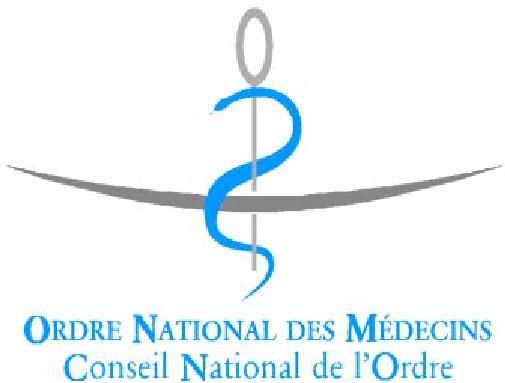 ORDRE NATIONAL DES MÉDECINS
Conseil National de l'Ordre